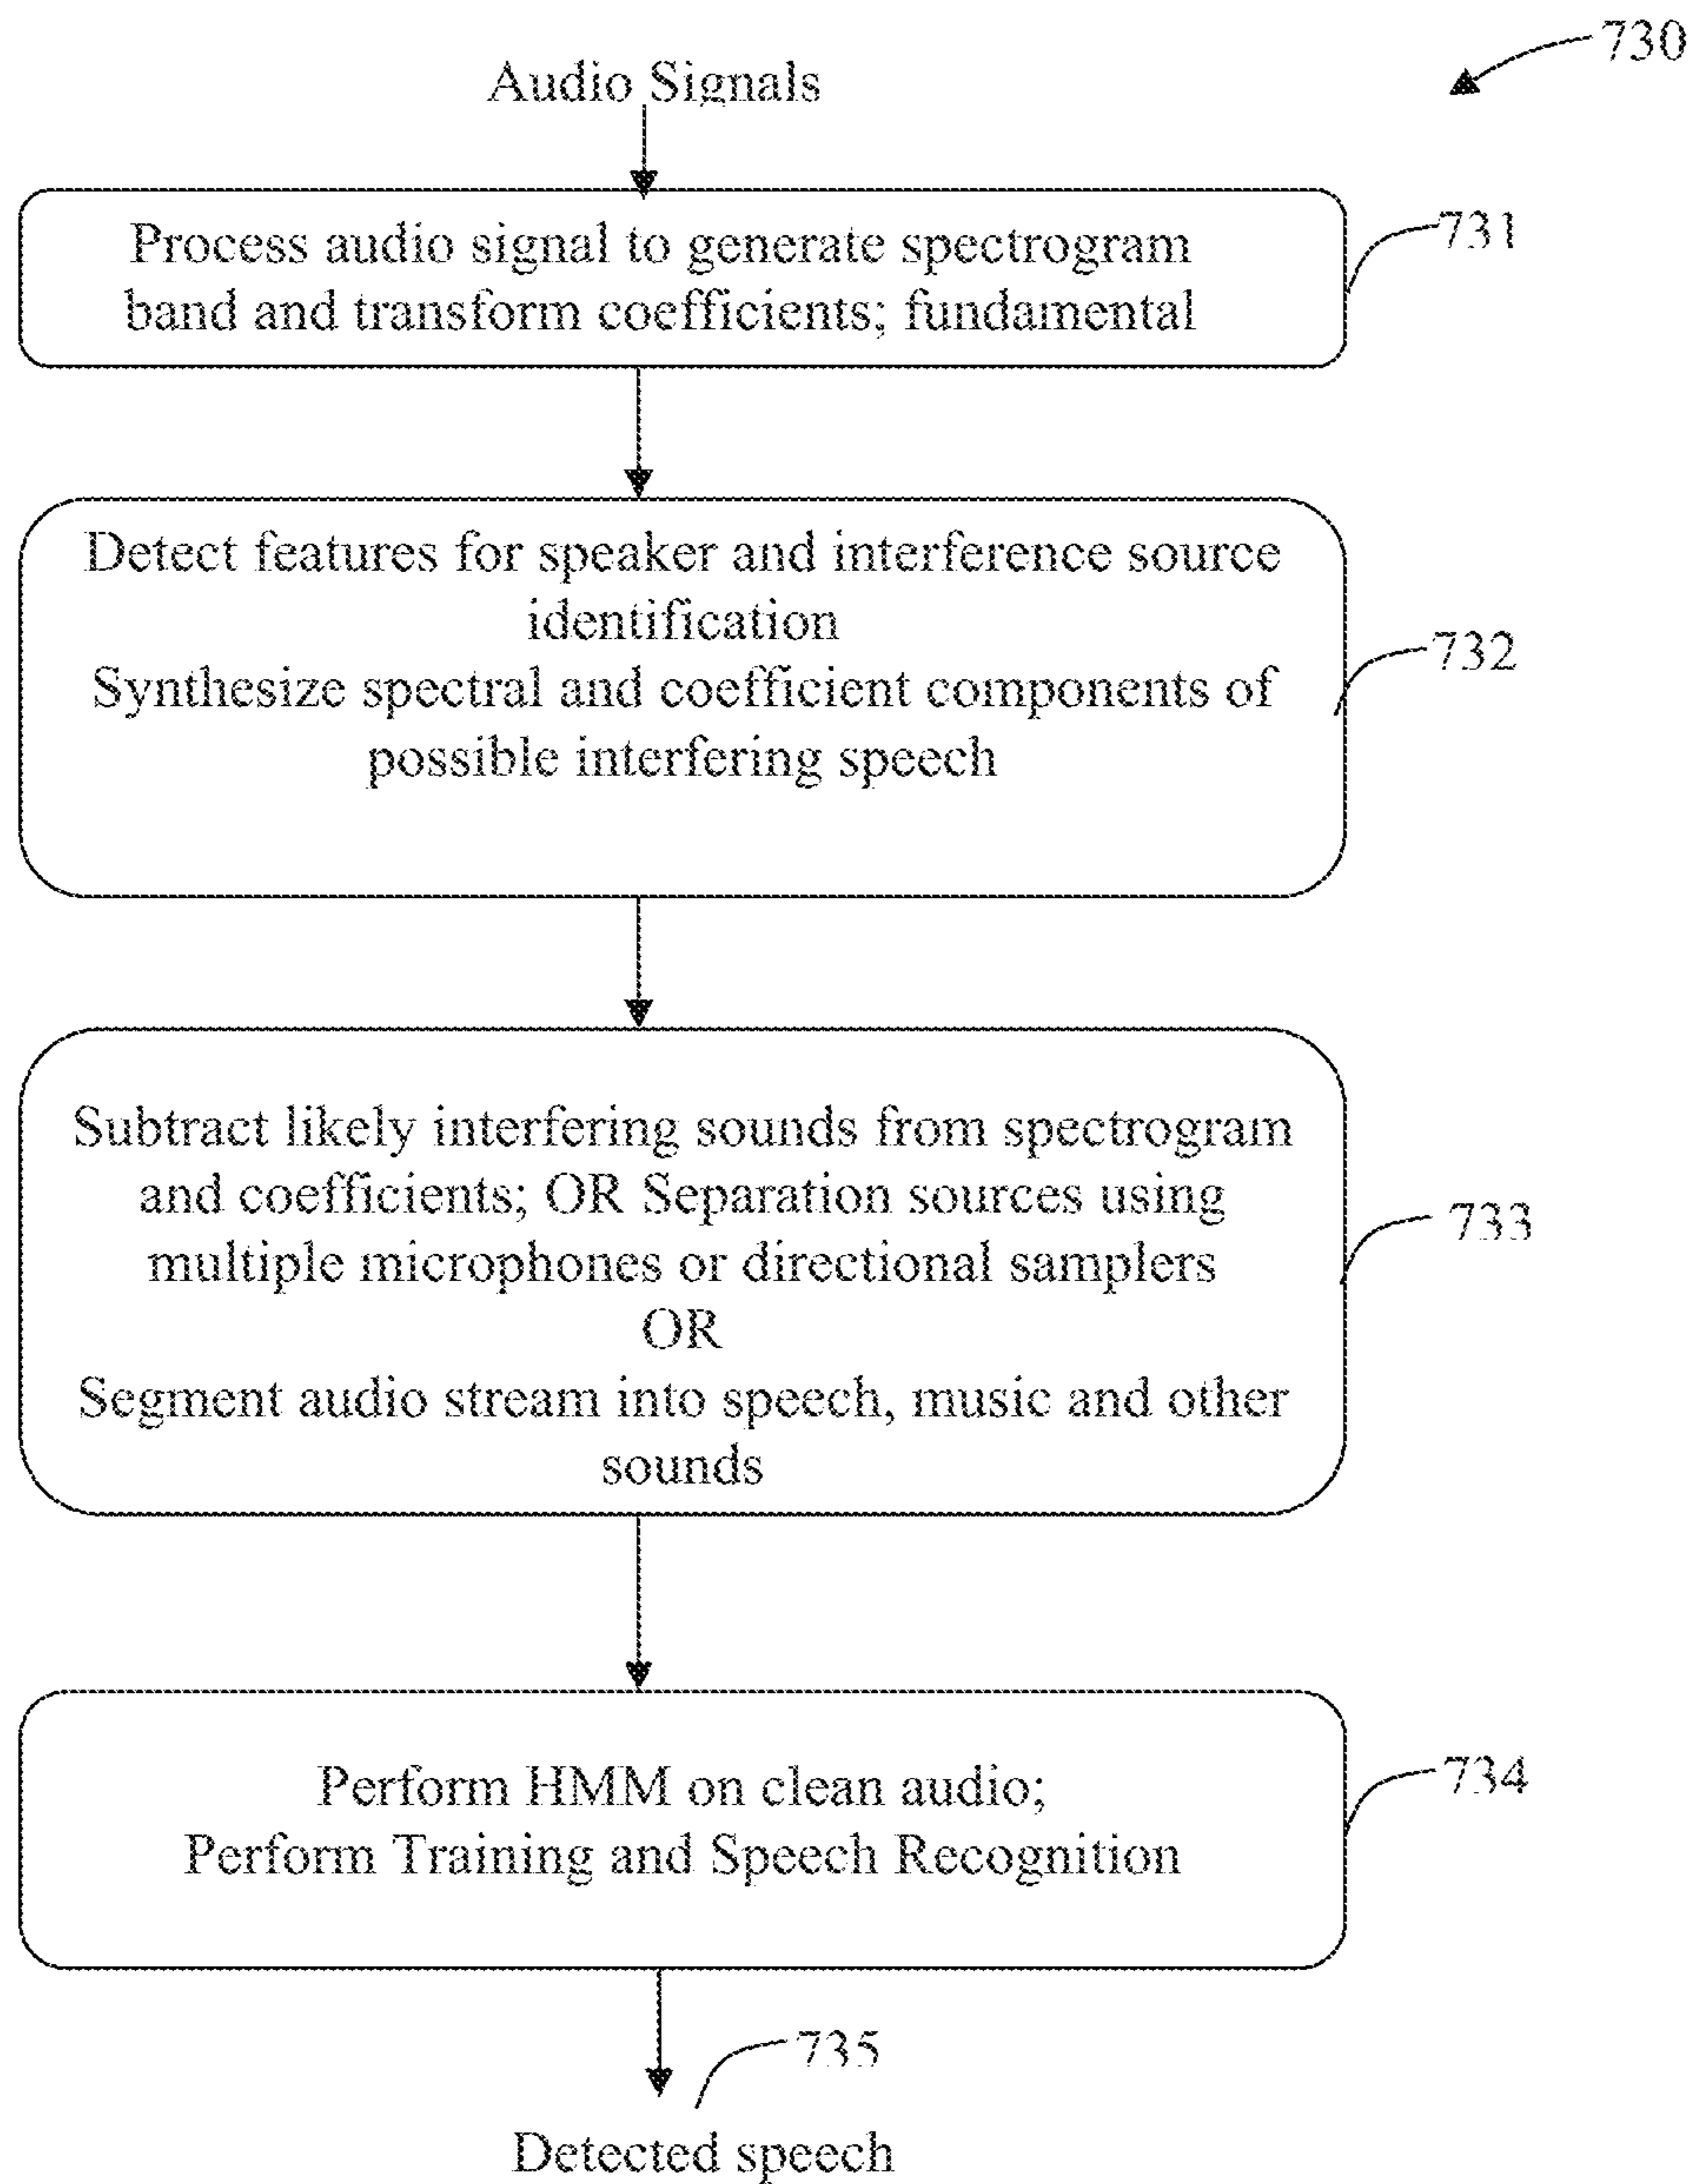 730
Audio Signals
Process audio signal to generate spectrogram
band and transform coefficients; fundamental
731
Detect features for speaker and interference source
identification
Synthesize spectral and coefficient components of
possible interfering speech
732
Subtract likely interfering sounds from spectrogram
and coefficients; OR Separation sources using
multiple microphones or directional samplers
OR
Segment audio stream into speech, music and other
sounds
733
Perform HMM on clean audio;
Perform Training and Speech Recognition
734
735
Detected speech